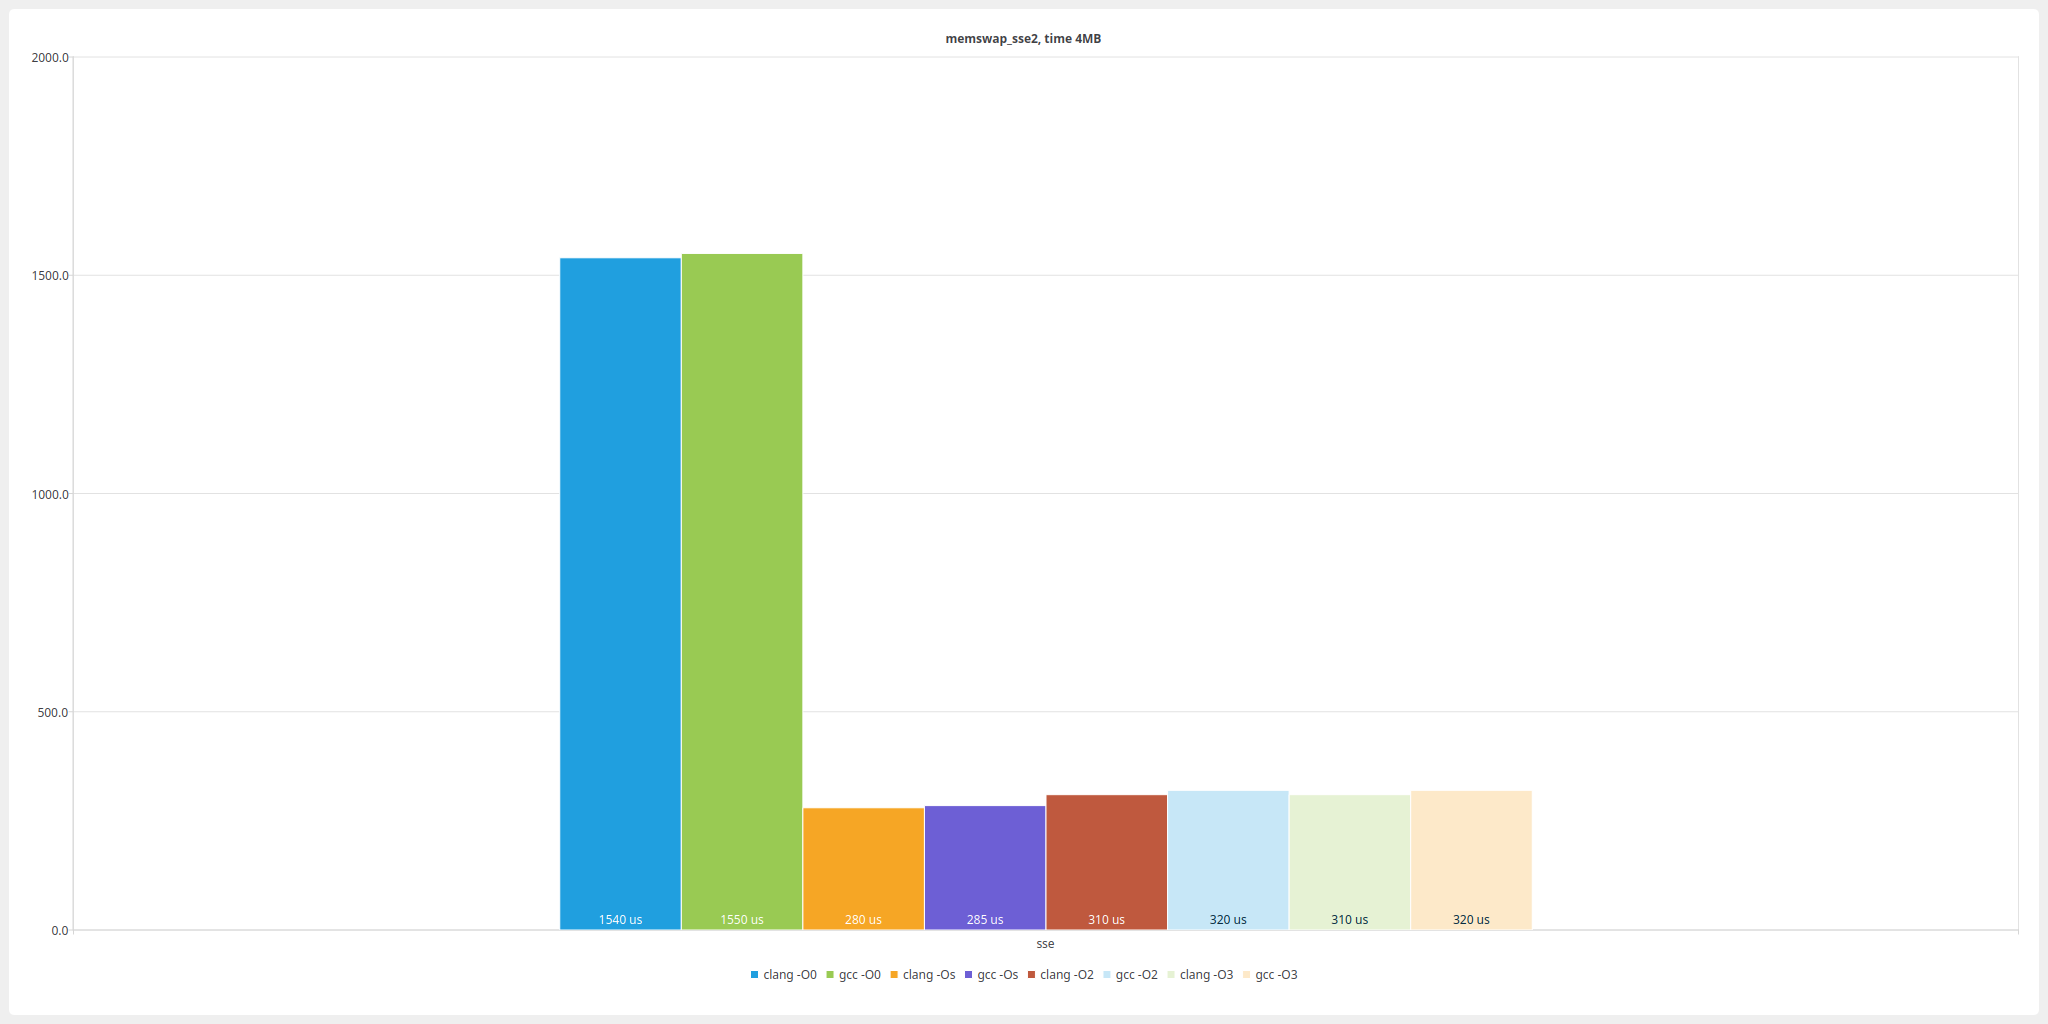 memswap_sse2, time 4MB
2000.0
1500.0
1000.0
500.0
0.0
1540 us 1550 us 280 us 285 us 310 us 320 us 310 us 320 us
sse
clang -O0 gcc -O0 clang -Os gcc -Os clang -O2 gcc -O2 clang -O3 gcc -O3